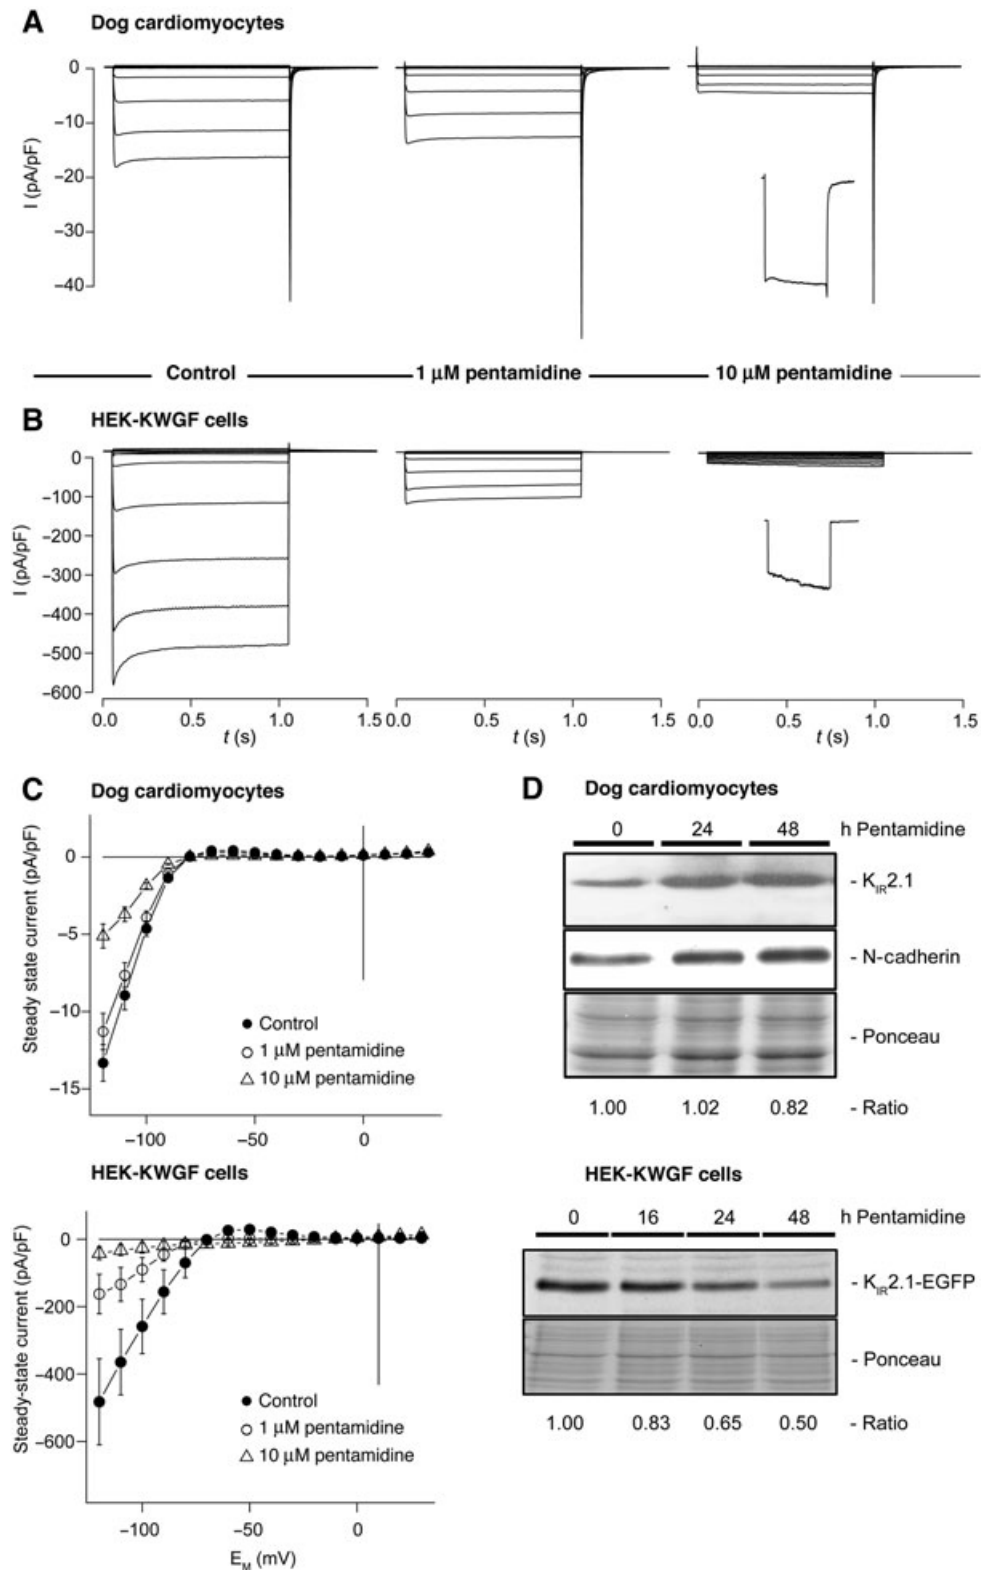 A Dog cardiomyocytes
0
−10
−20
−30
−40
I (pA/pF)
Control 1 μM pentamidine 10 μM pentamidine
B HEK-KWGF cells
0
−100
−200
−300
−400
−500
−600
I (pA/pF)
0.0 0.5 1.0 1.5 0.0 0.5 1.0 1.5 0.0 0.5 1.0 1.5
t (s) t (s) t (s)
C Dog cardiomyocytes
0
−5
−10
−15
Steady state current (pA/pF)
Control
1 μM pentamidine
10 μM pentamidine
−100 −50 0
HEK-KWGF cells
0
−200
−400
−600
Steady-state current (pA/pF)
Control
1 μM pentamidine
10 μM pentamidine
−100 −50 0
EM (mV)
D Dog cardiomyocytes
0 24 48 h Pentamidine
- KIR2.1
- N-cadherin
- Ponceau
1.00 1.02 0.82 - Ratio
HEK-KWGF cells
0 16 24 48 h Pentamidine
- KIR2.1-EGFP
- Ponceau
1.00 0.83 0.65 0.50 - Ratio